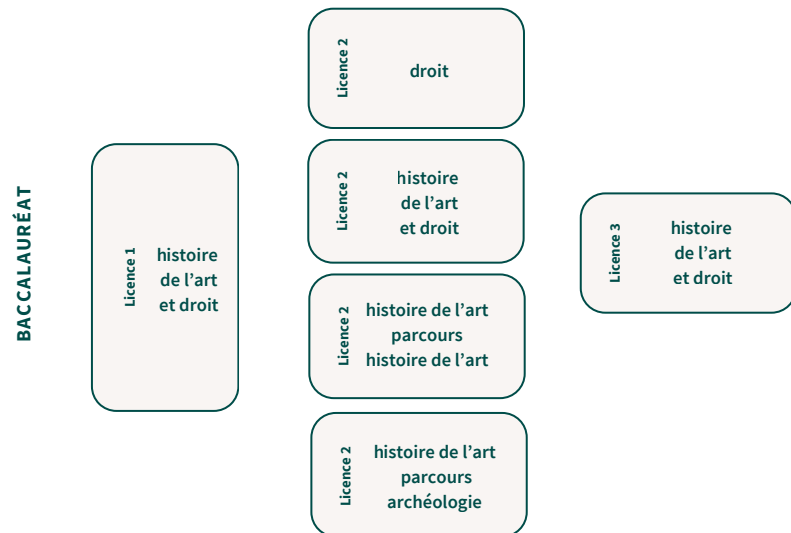 BACCALAURÉAT
Licence 1
histoire
de l’art
et droit
Licence 2
droit
Licence 2
histoire
de l’art
et droit
Licence 2
histoire de l’art
parcours
histoire de l’art
Licence 2
histoire de l’art
parcours
archéologie
Licence 3
histoire
de l’art
et droit